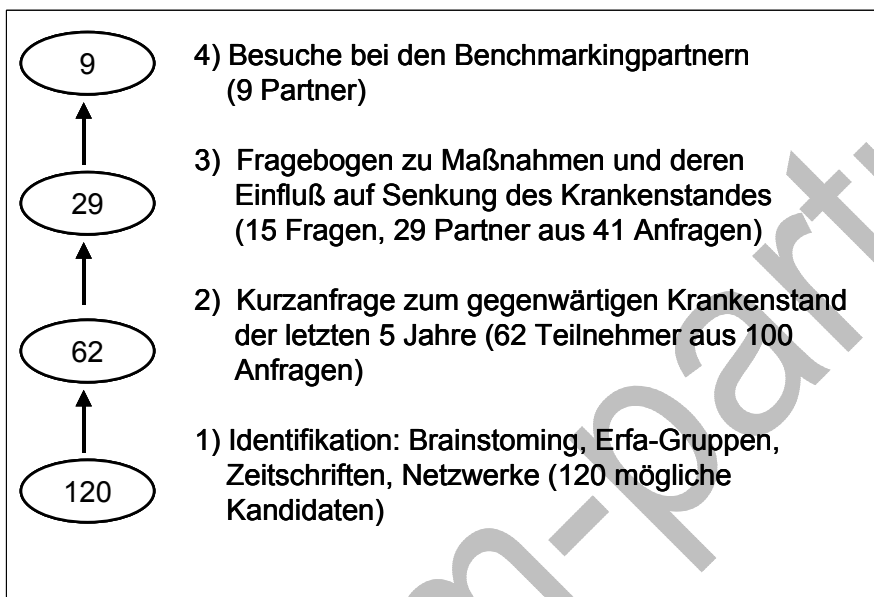 9
4) Besuche bei den Benchmarkingpartnern
(9 Partner)
29
3) Fragebogen zu Maßnahmen und deren
Einfluß auf Senkung des Krankenstandes
(15 Fragen, 29 Partner aus 41 Anfragen)
62
2) Kurzanfrage zum gegenwärtigen Krankenstand
der letzten 5 Jahre (62 Teilnehmer aus 100
Anfragen)
120
1) Identifikation: Brainstoming, Erfa-Gruppen,
Zeitschriften, Netzwerke (120 mögliche
Kandidaten)
m-partn